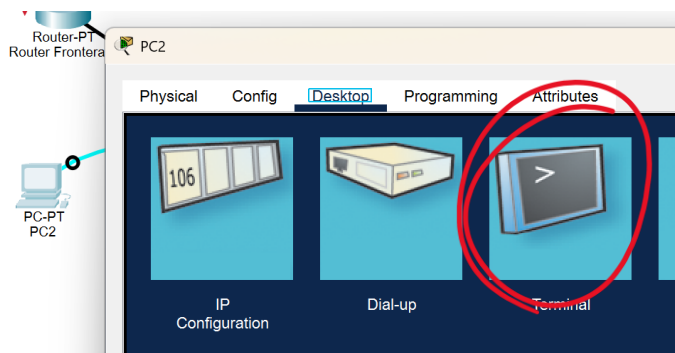 Router-PT
Router Frontera
PC2
Physical Config Desktop Programming Attributes
106
>
IP
Configuration
Dial-up
Terminal
PC-PT
PC2